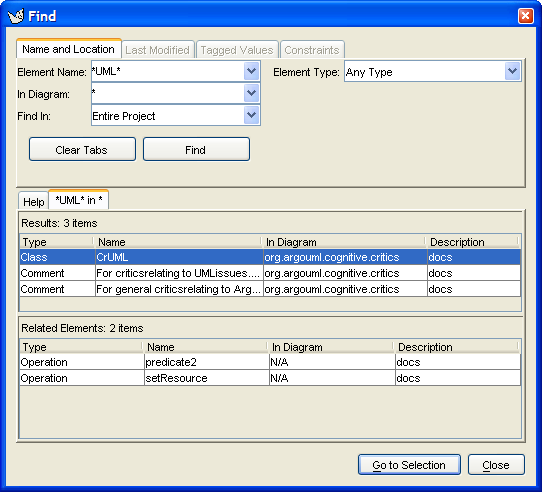 Find
Name and Location Last Modified Tagged Values Constraints
Element Name: *UML* Element Type: Any Type
In Diagram: *
Find In: Entire Project
Clear Tabs Find
Help *UML* in *
Results: 3 items
Type Name In Diagram Description
Class CrUML org.argouml.cognitive.critics docs
Comment For criticsrelating to UMLissues.... org.argouml.cognitive.critics docs
Comment For general criticsrelating to Arg... org.argouml.cognitive.critics docs
Related Elements: 2 items
Type Name In Diagram Description
Operation predicate2 N/A docs
Operation setResource N/A docs
Go to Selection Close